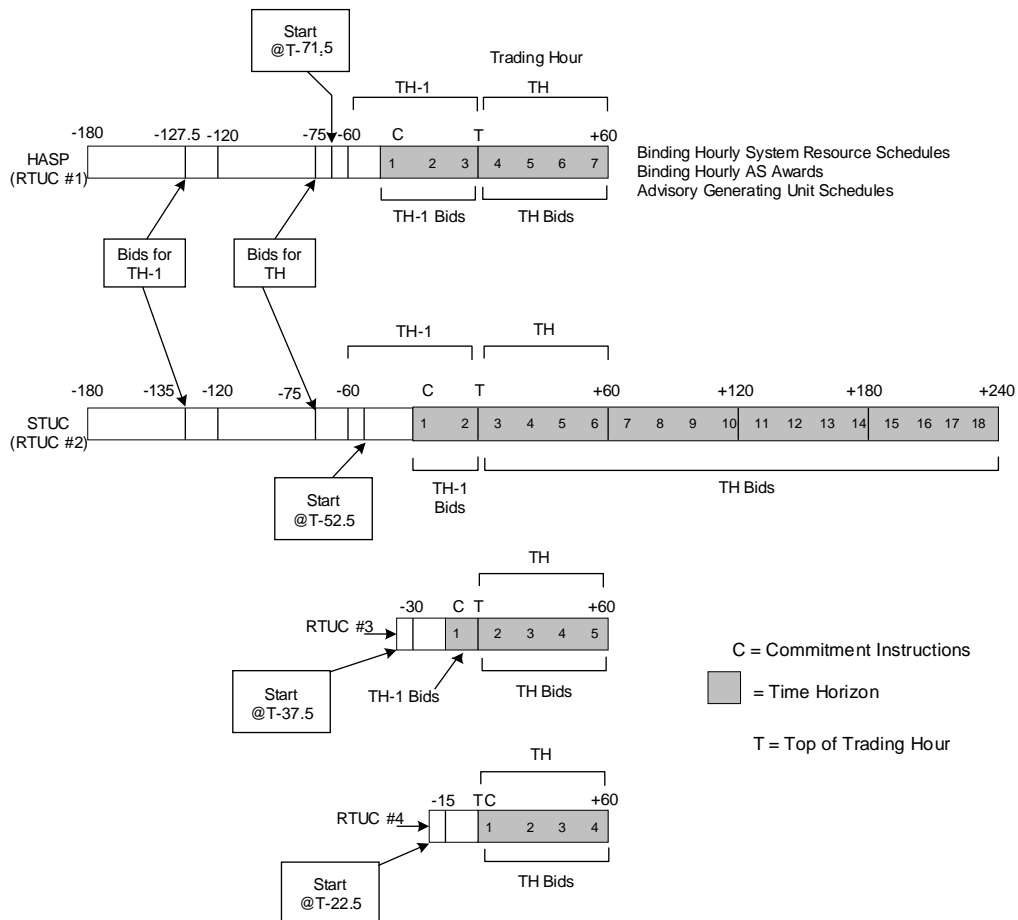 Start
@T-71.5
Trading Hour
TH-1 TH
-180 -127.5 -120 -75 -60 C T +60
HASP
(RTUC #1)
1 2 3 4 5 6 7
Binding Hourly System Resource Schedules
Binding Hourly AS Awards
Advisory Generating Unit Schedules
TH-1 Bids TH Bids
Bids for
TH-1
Bids for
TH
TH-1 TH
-180 -135 -120 -75 -60 C T +60 +120 +180 +240
STUC
(RTUC #2)
1 2 3 4 5 6 7 8 9 10 11 12 13 14 15 16 17 18
TH-1
Bids
TH Bids
Start
@T-52.5
TH
-30 C T +60
RTUC #3
1 2 3 4 5
TH-1 Bids TH Bids
Start
@T-37.5
C = Commitment Instructions
= Time Horizon
T = Top of Trading Hour
TH
-15 T C +60
RTUC #4
1 2 3 4
TH Bids
Start
@T-22.5